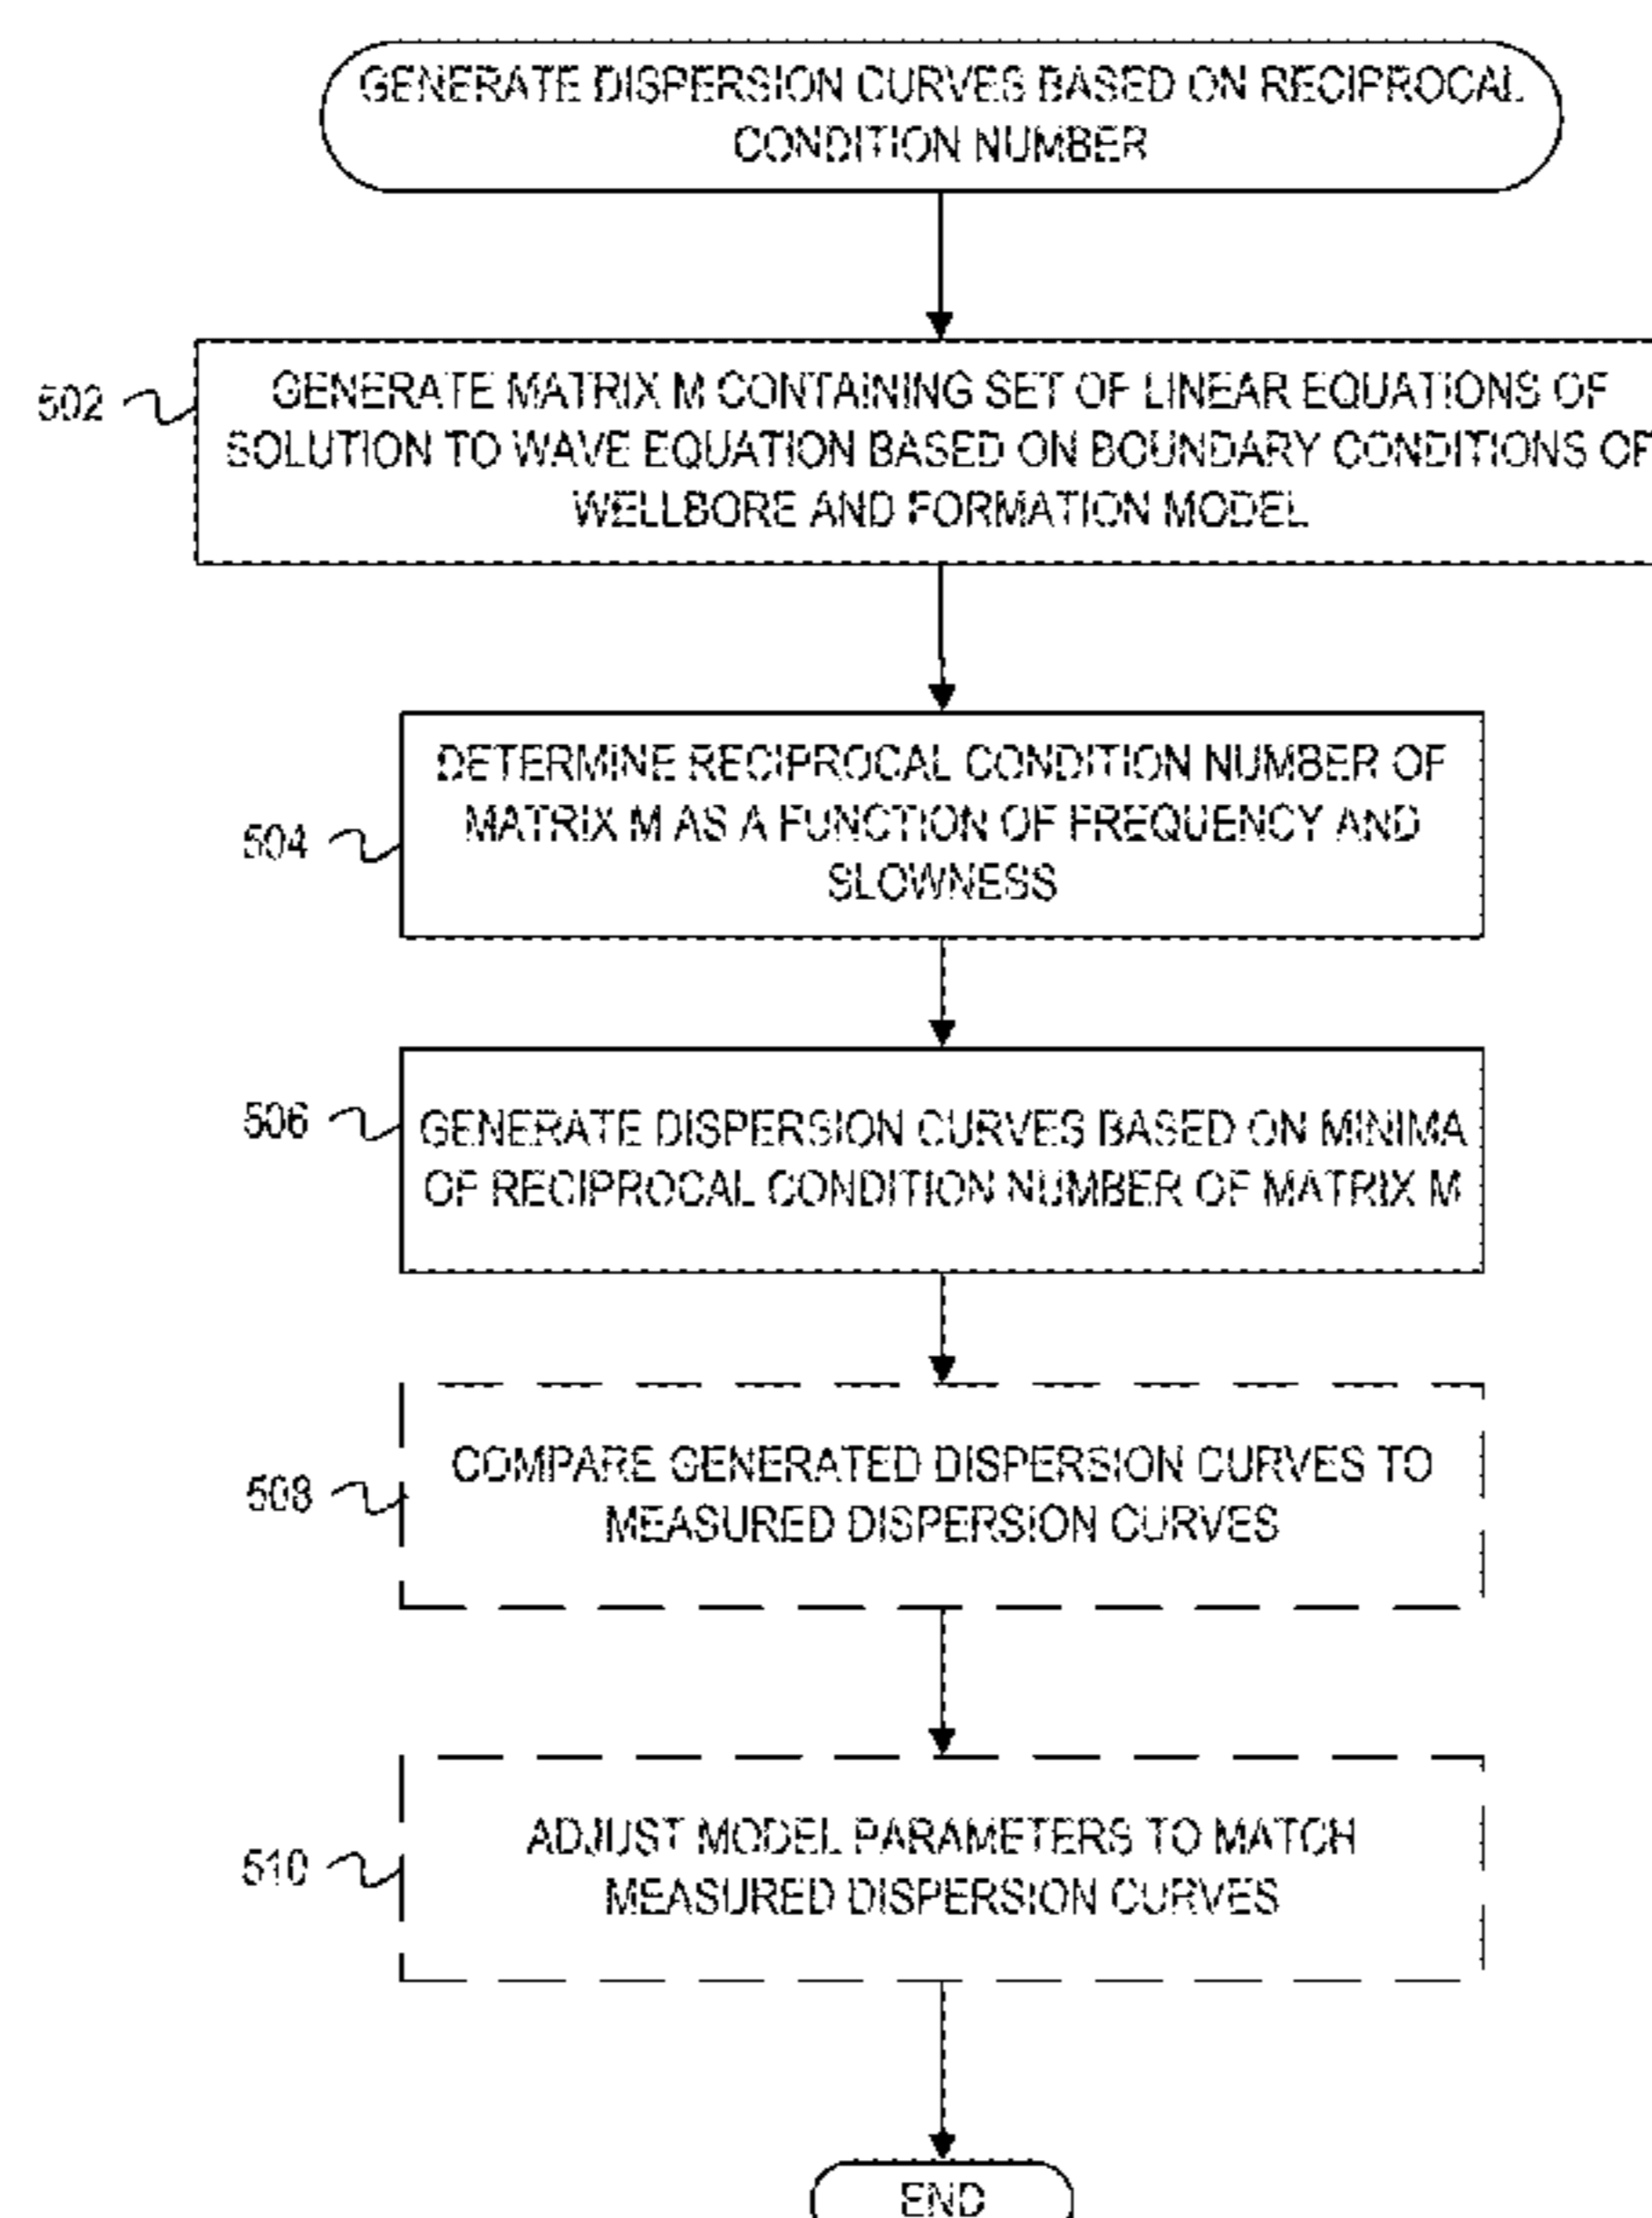 GENERATE DISPERSION CURVES BASED ON RECIPROCAL
CONDITION NUMBER
502
GENERATE MATRIX M CONTAINING SET OF LINEAR EQUATIONS OF
SOLUTION TO WAVE EQUATION BASED ON BOUNDARY CONDITIONS OF
WELLBORE AND FORMATION MODEL
504
DETERMINE RECIPROCAL CONDITION NUMBER OF
MATRIX M AS A FUNCTION OF FREQUENCY AND
SLOWNESS
506
GENERATE DISPERSION CURVES BASED ON MINIMA
OF RECIPROCAL CONDITION NUMBER OF MATRIX M
508
COMPARE GENERATED DISPERSION CURVES TO
MEASURED DISPERSION CURVES
510
ADJUST MODEL PARAMETERS TO MATCH
MEASURED DISPERSION CURVES
END